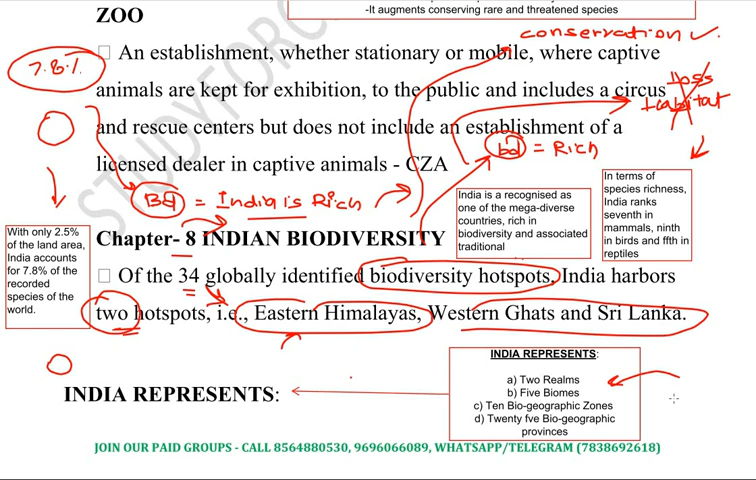 -It augments conserving rare and threatened species
ZOO
conservation
7.8%
An establishment, whether stationary or mobile, where captive
animals are kept for exhibition, to the public and includes a circus
loss
Habitat
and rescue centers but does not include an establishment of a
bd = Rich
licensed dealer in captive animals - CZA
Bd = India is Rich
India is a recognised as
one of the mega-diverse
countries, rich in
biodiversity and associated
traditional
In terms of
species richness,
India ranks
seventh in
mammals, ninth
in birds and ffth in
reptiles
With only 2.5%
of the land area,
India accounts
for 7.8% of the
recorded
species of the
world.
Chapter- 8 INDIAN BIODIVERSITY
Of the 34 globally identified biodiversity hotspots, India harbors
two hotspots, i.e., Eastern Himalayas, Western Ghats and Sri Lanka.
INDIA REPRESENTS:
INDIA REPRESENTS:
a) Two Realms
b) Five Biomes
c) Ten Bio-geographic Zones
d) Twenty fve Bio-geographic
provinces
JOIN OUR PAID GROUPS - CALL 8564880530, 9696066089, WHATSAPP/TELEGRAM (7838692618)